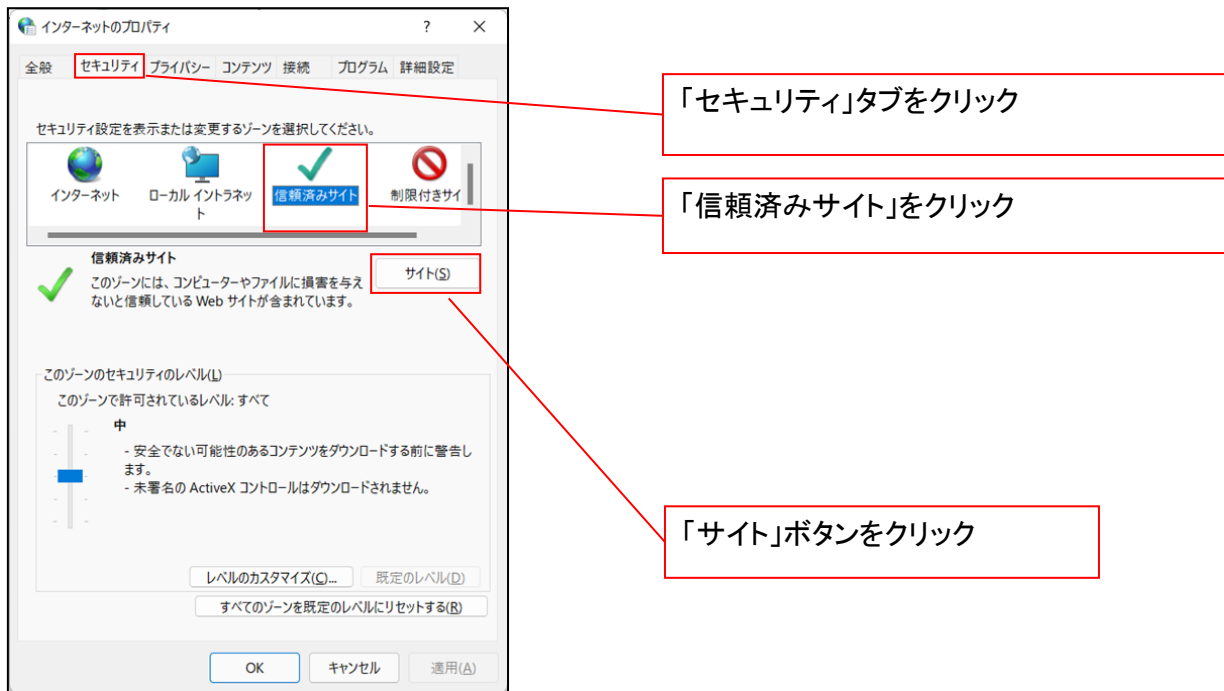 インターネットのプロパティ ? ×
全般 セキュリティ プライバシー コンテンツ 接続 プログラム 詳細設定
セキュリティ設定を表示または変更するゾーンを選択してください。
インターネット
ローカル イントラネッ
ト
信頼済みサイト
制限付きサイ
信頼済みサイト
サイト(S)
このゾーンには、コンピューターやファイルに損害を与え
ないと信頼している Web サイトが含まれています。
このゾーンのセキュリティのレベル(L)
このゾーンで許可されているレベル: すべて
中
- 安全でない可能性のあるコンテンツをダウンロードする前に警告し
ます。
- 未署名の ActiveX コントロールはダウンロードされません。
レベルのカスタマイズ(C)... 既定のレベル(D)
すべてのゾーンを既定のレベルにリセットする(R)
OK キャンセル 適用(A)
「セキュリティ」タブをクリック
「信頼済みサイト」をクリック
「サイト」ボタンをクリック